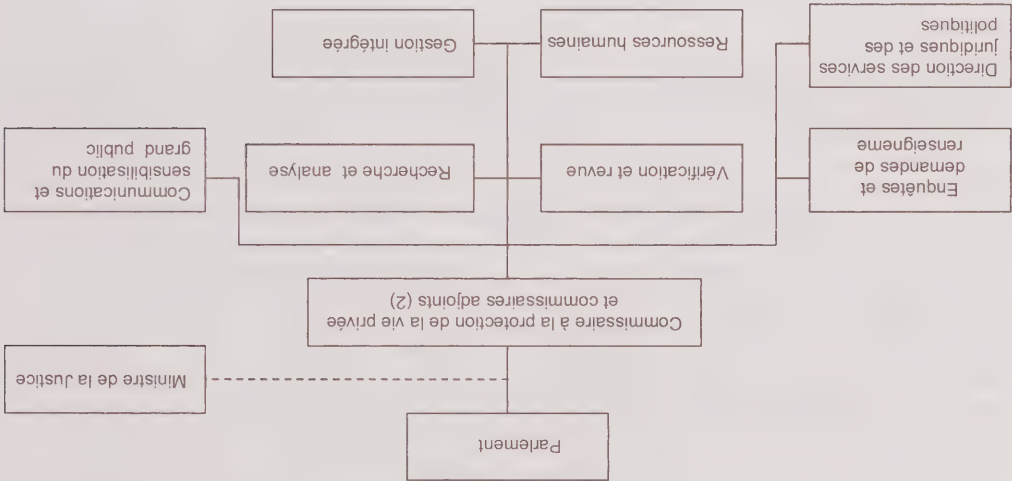 Parlement
Ministre de la Justice
Commissaire à la protection de la vie privée
et commissaires adjoints (2)
Enquêtes et
demandes de
renseigneme
Vérification et revue
Recherche et analyse
Communications et
sensibilisation du
grand public
Direction des services
juridiques et des
politiques
Ressources humaines
Gestion intégrée